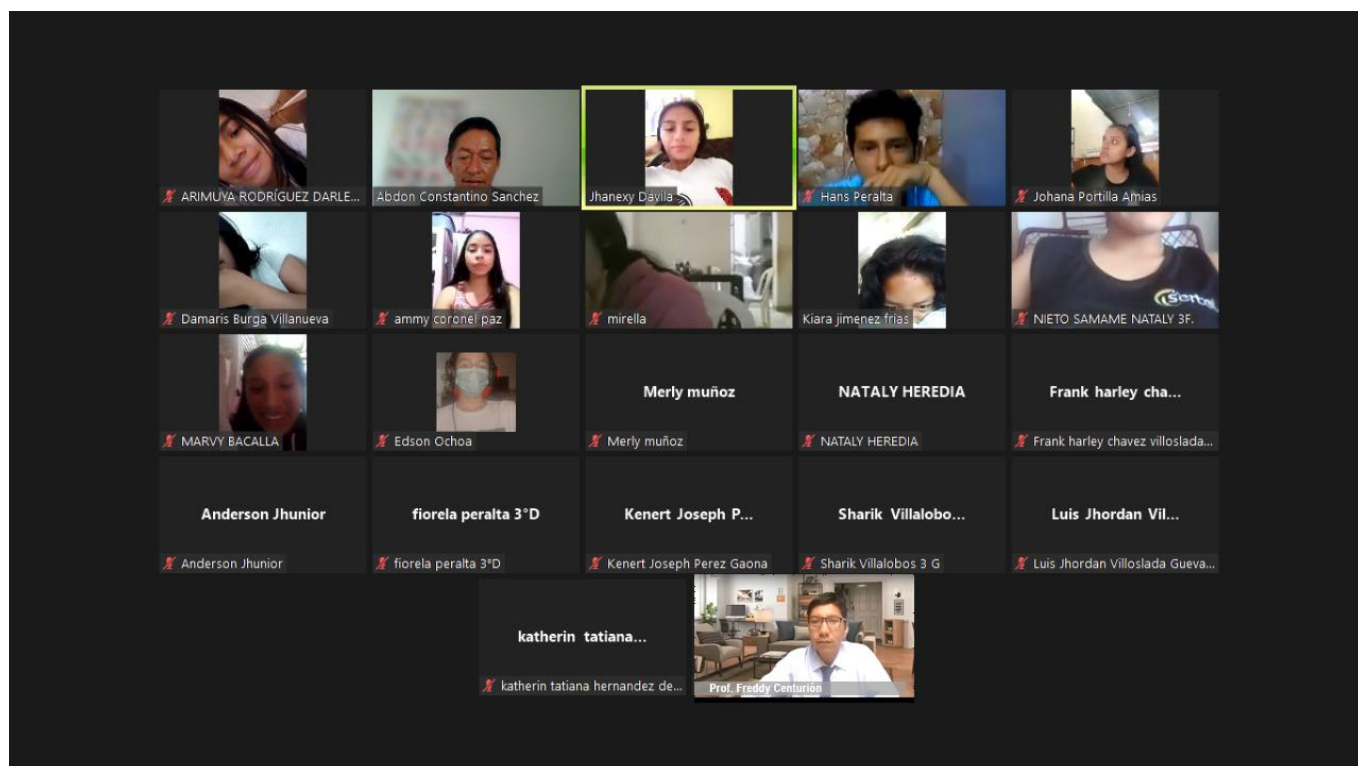 ARIMUYA RODRÍGUEZ DARLE...
Abdon Constantino Sanchez
Jhanexy Davila
Hans Peralta
Johana Portilla Amias
Damaris Burga Villanueva
ammy coronel paz
mirella
Kiara jimenez frias
NIETO SAMAME NATALY 3F.
MARVY BACALLA
Edson Ochoa
Merly muñoz
Merly muñoz
NATALY HEREDIA
NATALY HEREDIA
Frank harley cha...
Frank harley chavez villoslada...
Anderson Jhunior
Anderson Jhunior
fiorela peralta 3°D
fiorela peralta 3°D
Kenert Joseph P...
Kenert Joseph Perez Gaona
Sharik Villalobo...
Sharik Villalobos 3 G
Luis Jhordan Vil...
Luis Jhordan Villoslada Gueva...
katherin tatiana...
katherin tatiana hernandez de...
Prof. Freddy Centurión